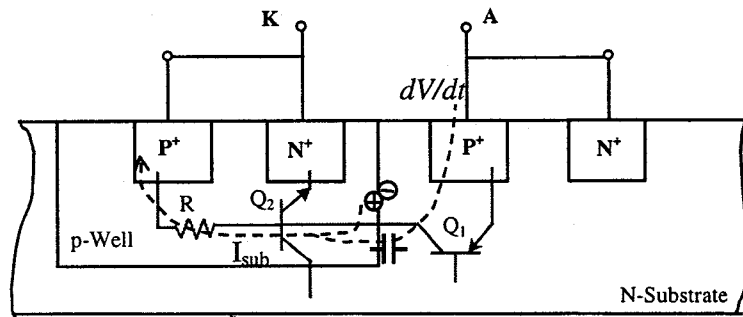 K
A
dV/dt
P+
N+
P+
N+
R
Q2
⊕
⊖
Q1
p-Well
Isub
N-Substrate